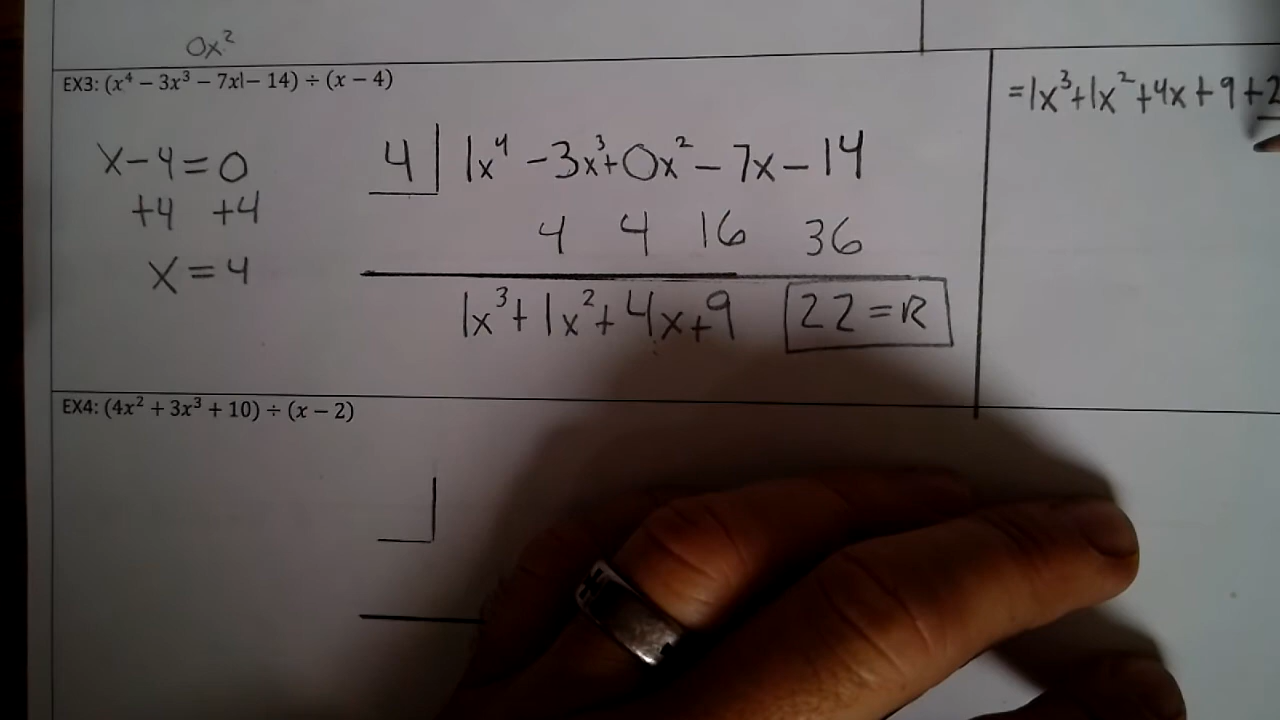 0x²
EX3: (x⁴ – 3x³ – 7x – 14) ÷ (x – 4)
= 1x³ + 1x² + 4x + 9 + 2
x – 4 = 0
+4 +4
x = 4
4 1x⁴ – 3x³ + 0x² – 7x – 14
4 4 16 36
1x³ + 1x² + 4x + 9 22 = R
EX4: (4x² + 3x³ + 10) ÷ (x – 2)